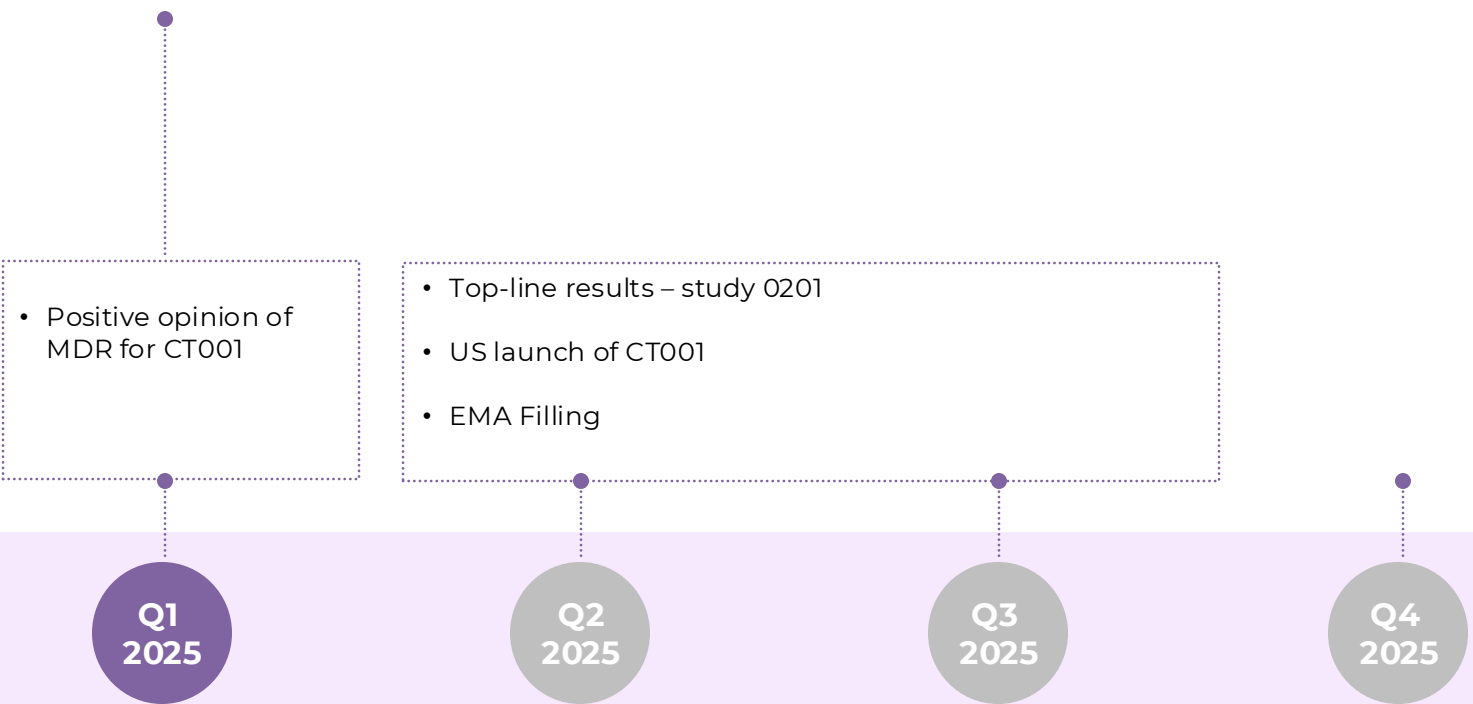 • Positive opinion of
MDR for CT001
• Top-line results – study 0201
• US launch of CT001
• EMA Filling
Q1
2025
Q2
2025
Q3
2025
Q4
2025